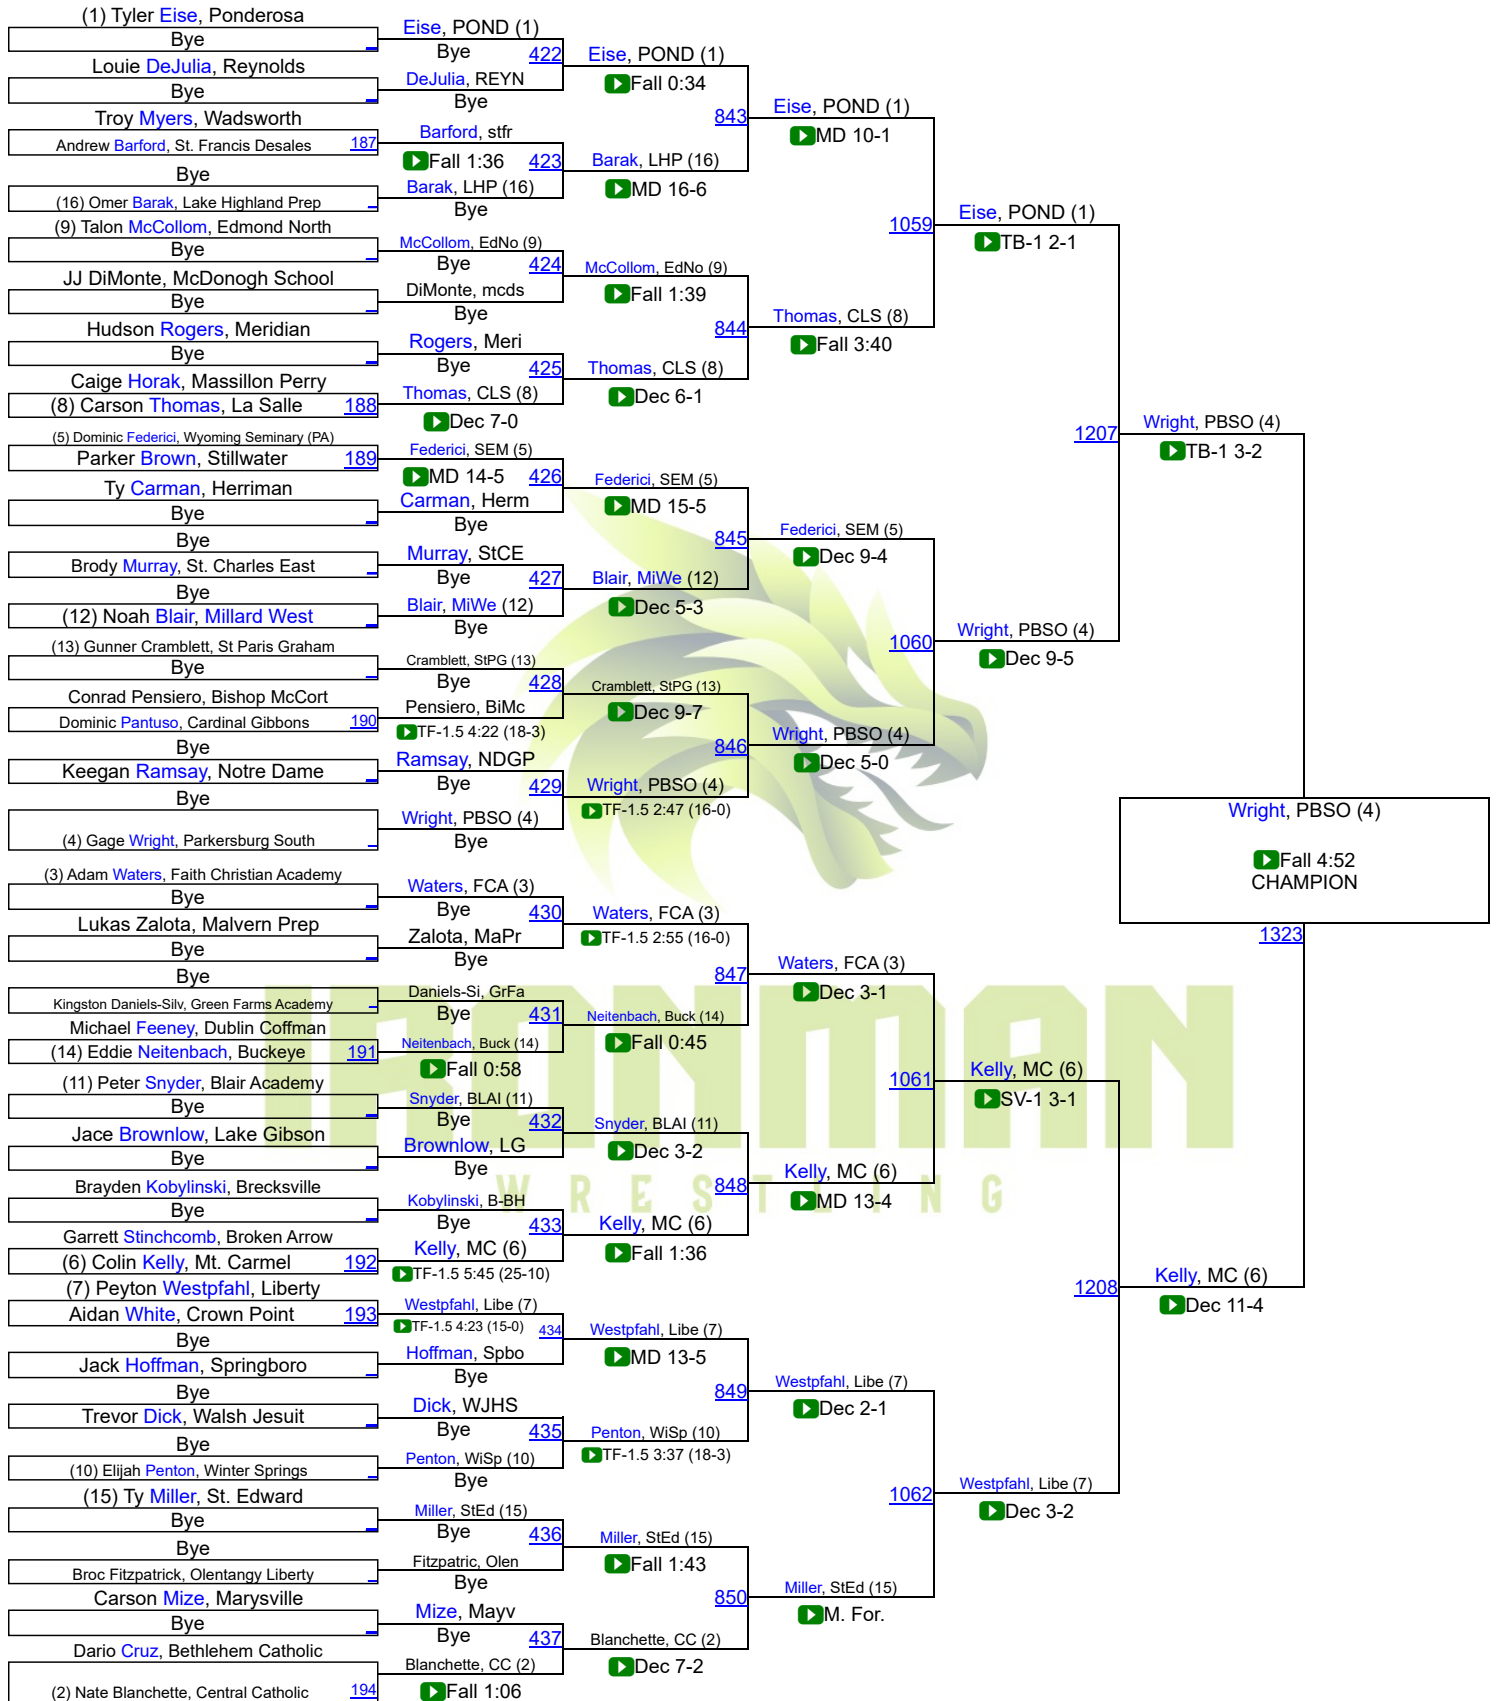 (1) Tyler Eise, Ponderosa
Bye
Louie DeJulia, Reynolds
Bye
Troy Myers, Wadsworth
Andrew Barford, St. Francis Desales 187
Bye
(16) Omer Barak, Lake Highland Prep
(9) Talon McCollom, Edmond North
Bye
JJ DiMonte, McDonogh School
Bye
Hudson Rogers, Meridian
Bye
Caige Horak, Massillon Perry
(8) Carson Thomas, La Salle 188
(5) Dominic Federici, Wyoming Seminary (PA)
Parker Brown, Stillwater 189
Ty Carman, Herriman
Bye
Bye
Brody Murray, St. Charles East
Bye
(12) Noah Blair, Millard West
(13) Gunner Cramblett, St Paris Graham
Bye
Conrad Pensiero, Bishop McCort
Dominic Pantuso, Cardinal Gibbons 190
Bye
Keegan Ramsay, Notre Dame
Bye
(4) Gage Wright, Parkersburg South
(3) Adam Waters, Faith Christian Academy
Bye
Lukas Zalota, Malvern Prep
Bye
Bye
Kingston Daniels-Silv, Green Farms Academy
Michael Feeney, Dublin Coffman
(14) Eddie Neitenbach, Buckeye 191
(11) Peter Snyder, Blair Academy
Bye
Jace Brownlow, Lake Gibson
Bye
Brayden Kobylinski, Brecksville
Bye
Garrett Stinchcomb, Broken Arrow
(6) Colin Kelly, Mt. Carmel 192
(7) Peyton Westpfahl, Liberty
Aidan White, Crown Point 193
Bye
Jack Hoffman, Springboro
Bye
Trevor Dick, Walsh Jesuit
Bye
(10) Elijah Penton, Winter Springs
(15) Ty Miller, St. Edward
Bye
Bye
Broc Fitzpatrick, Olentangy Liberty
Carson Mize, Marysville
Bye
Dario Cruz, Bethlehem Catholic
(2) Nate Blanchette, Central Catholic 194
Eise, POND (1)
Bye 422
DeJulia, REYN
Bye
Barford, stfr
Fall 1:36 423
Barak, LHP (16)
Bye
McCollom, EdNo (9)
Bye 424
DiMonte, mcds
Bye
Rogers, Meri
Bye 425
Thomas, CLS (8)
Dec 7-0
Federici, SEM (5)
MD 14-5 426
Carman, Herm
Bye
Murray, StCE
Bye 427
Blair, MiWe (12)
Bye
Cramblett, StPG (13)
Bye 428
Pensiero, BiMc
TF-1.5 4:22 (18-3)
Ramsay, NDGP
Bye 429
Wright, PBSO (4)
Bye
Waters, FCA (3)
Bye 430
Zalota, MaPr
Bye
Daniels-Si, GrFa
Bye 431
Neitenbach, Buck (14)
Fall 0:58
Snyder, BLAI (11)
Bye 432
Brownlow, LG
Bye
Kobylinski, B-BH
Bye 433
Kelly, MC (6)
TF-1.5 5:45 (25-10)
Westpfahl, Libe (7)
TF-1.5 4:23 (15-0) 434
Hoffman, Spbo
Bye
Dick, WJHS
Bye 435
Penton, WiSp (10)
Bye
Miller, StEd (15)
Bye 436
Fitzpatric, Olen
Bye
Mize, Mayv
Bye 437
Blanchette, CC (2)
Fall 1:06
Eise, POND (1)
Fall 0:34
843
Barak, LHP (16)
MD 16-6
McCollom, EdNo (9)
Fall 1:39
844
Thomas, CLS (8)
Dec 6-1
Federici, SEM (5)
MD 15-5
845
Blair, MiWe (12)
Dec 5-3
Cramblett, StPG (13)
Dec 9-7
846
Wright, PBSO (4)
TF-1.5 2:47 (16-0)
Waters, FCA (3)
TF-1.5 2:55 (16-0)
847
Neitenbach, Buck (14)
Fall 0:45
Snyder, BLAI (11)
Dec 3-2
848
Kelly, MC (6)
Fall 1:36
Westpfahl, Libe (7)
MD 13-5
849
Penton, WiSp (10)
TF-1.5 3:37 (18-3)
Miller, StEd (15)
Fall 1:43
850
Blanchette, CC (2)
Dec 7-2
Eise, POND (1)
MD 10-1
1059
Thomas, CLS (8)
Fall 3:40
Federici, SEM (5)
Dec 9-4
1060
Wright, PBSO (4)
Dec 5-0
Waters, FCA (3)
Dec 3-1
1061
Kelly, MC (6)
MD 13-4
Westpfahl, Libe (7)
Dec 2-1
1062
Miller, StEd (15)
M. For.
Eise, POND (1)
TB-1 2-1
1207
Wright, PBSO (4)
Dec 9-5
Kelly, MC (6)
SV-1 3-1
1208
Westpfahl, Libe (7)
Dec 3-2
Wright, PBSO (4)
TB-1 3-2
Kelly, MC (6)
Dec 11-4
Wright, PBSO (4)
Fall 4:52
CHAMPION
1323
IRONMAN
WRESTLING